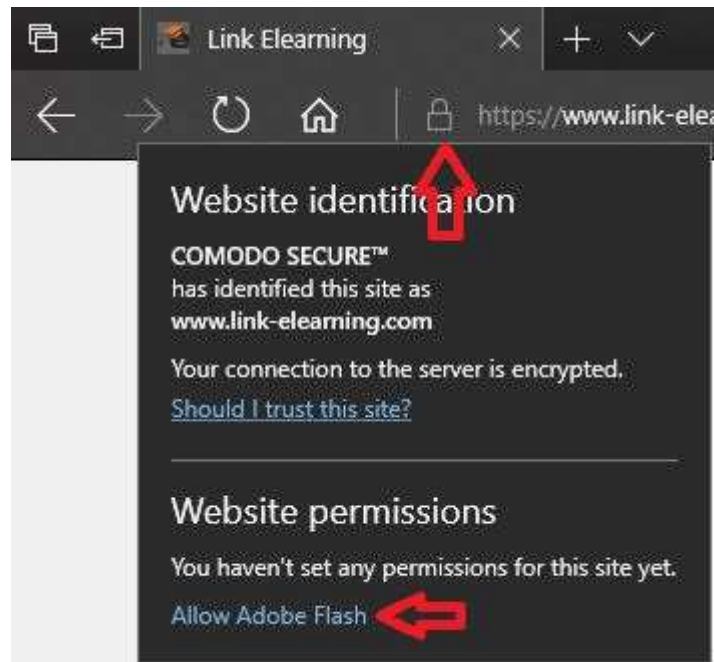 Link Elearning
https://www.link-elea
Website identification
COMODO SECURE™
has identified this site as
www.link-elearning.com
Your connection to the server is encrypted.
Should I trust this site?
Website permissions
You haven't set any permissions for this site yet.
Allow Adobe Flash